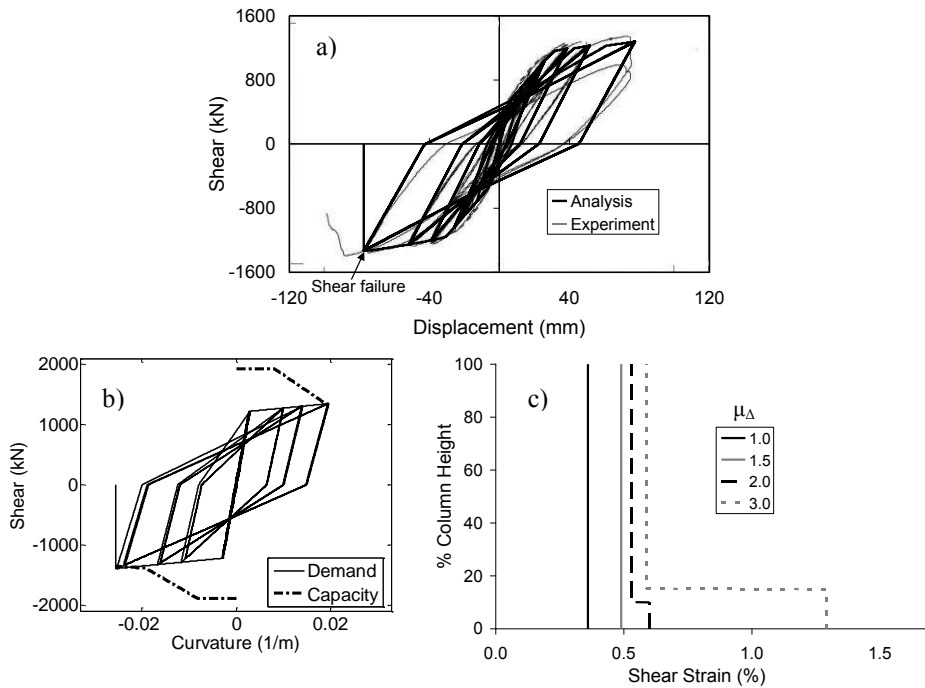 a)
1600
800
0
-800
-1600
Shear (kN)
Analysis
Experiment
Shear failure
-120 -40 40 120
Displacement (mm)
b)
2000
1000
0
-1000
-2000
Shear (kN)
Demand
Capacity
-0.02 0 0.02
Curvature (1/m)
c)
100
80
60
40
20
0
% Column Height
μΔ
1.0
1.5
2.0
3.0
0.0 0.5 1.0 1.5
Shear Strain (%)